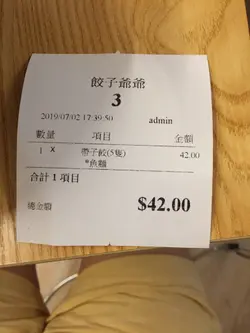 餃子爺爺
3
2019/07/02 17:39:50 admin
數量 項目 金額
1 X 帶子餃(5隻) 42.00
*魚麵
合計 1 項目
總金額 $42.00